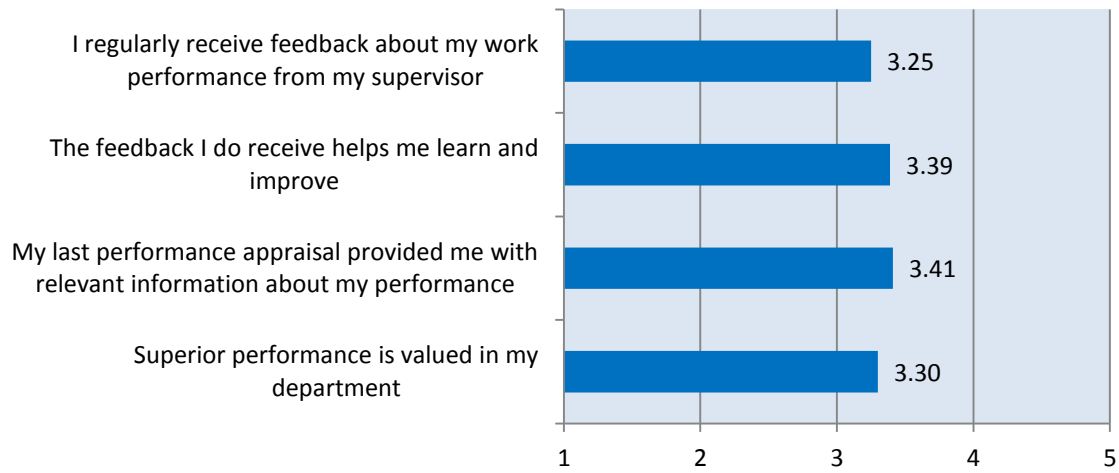 I regularly receive feedback about my work
performance from my supervisor
3.25
The feedback I do receive helps me learn and
improve
3.39
My last performance appraisal provided me with
relevant information about my performance
3.41
Superior performance is valued in my
department
3.30
1 2 3 4 5